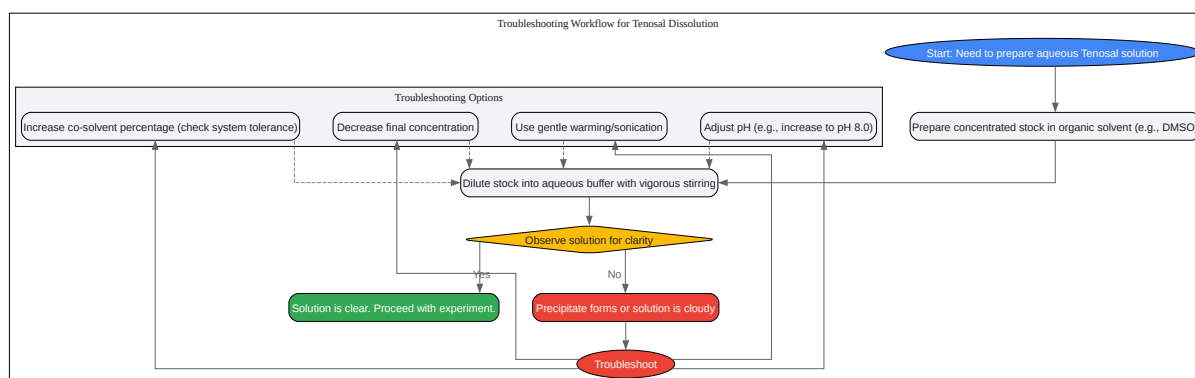 Troubleshooting Workflow for Tenosal Dissolution
Start: Need to prepare aqueous Tenosal solution
Troubleshooting Options
Increase co-solvent percentage (check system tolerance)
Decrease final concentration
Use gentle warming/sonication
Adjust pH (e.g., increase to pH 8.0)
Prepare concentrated stock in organic solvent (e.g., DMSO
Dilute stock into aqueous buffer with vigorous stirring
Observe solution for clarity
Yes
No
Solution is clear. Proceed with experiment.
Precipitate forms or solution is cloudy
Troubleshoot